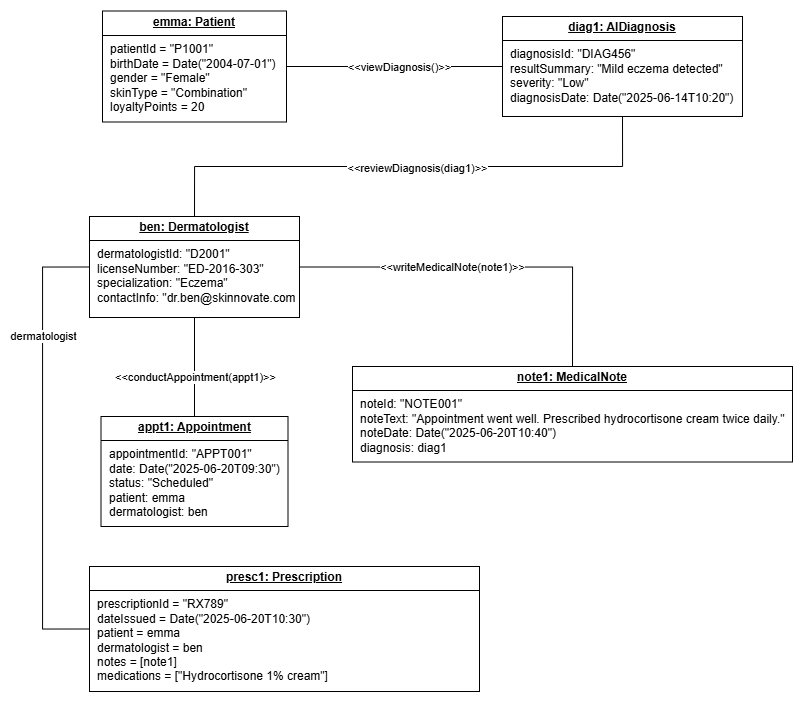 emma: Patient
patientId = "P1001"
birthDate = Date("2004-07-01")
gender = "Female"
skinType = "Combination"
loyaltyPoints = 20
<<viewDiagnosis()>>
diag1: AIDiagnosis
diagnosisId: "DIAG456"
resultSummary: "Mild eczema detected"
severity: "Low"
diagnosisDate: Date("2025-06-14T10:20")
<<reviewDiagnosis(diag1)>>
ben: Dermatologist
dermatologistId: "D2001"
licenseNumber: "ED-2016-303"
specialization: "Eczema"
contactInfo: "dr.ben@skinnovate.com
<<writeMedicalNote(note1)>>
dermatologist
<<conductAppointment(appt1)>>
note1: MedicalNote
noteId: "NOTE001"
noteText: "Appointment went well. Prescribed hydrocortisone cream twice daily."
noteDate: Date("2025-06-20T10:40")
diagnosis: diag1
appt1: Appointment
appointmentId: "APPT001"
date: Date("2025-06-20T09:30")
status: "Scheduled"
patient: emma
dermatologist: ben
presc1: Prescription
prescriptionId = "RX789"
dateIssued = Date("2025-06-20T10:30")
patient = emma
dermatologist = ben
notes = [note1]
medications = ["Hydrocortisone 1% cream"]